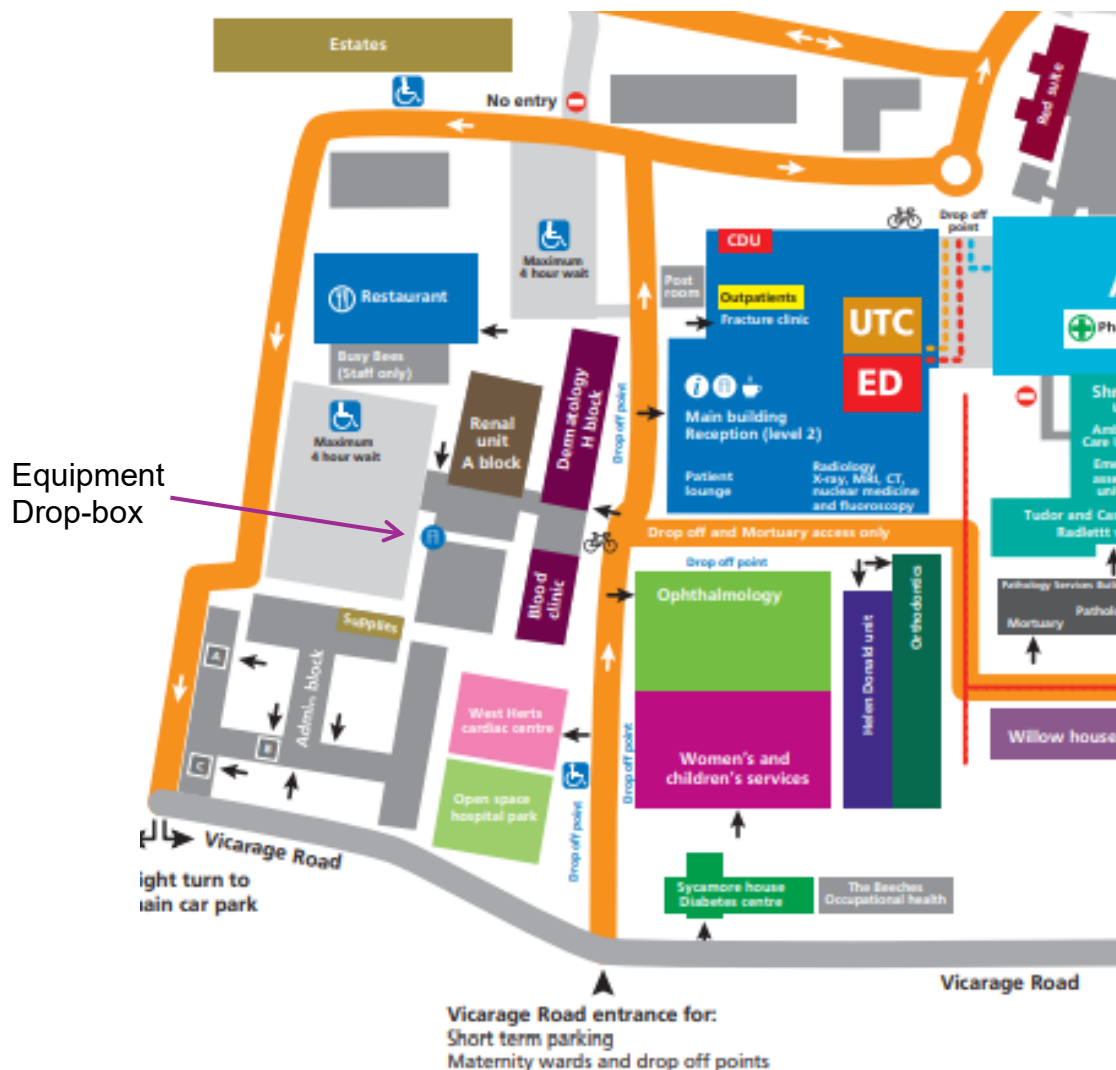 Estates
No entry
Red suite
Maximum
4 hour wait
Drop off
point
CDU
Post
room
Outpatients
Fracture clinic
UTC
ED
Restaurant
Busy Bees
(Staff only)
Maximum
4 hour wait
Renal
unit
A block
Dermatology
H block
Drop off point
Main building
Reception (level 2)
Patient
lounge
Radiology
X-ray, MRI, CT,
nuclear medicine
and fluoroscopy
Equipment
Drop-box
Drop off and Mortuary access only
Drop off point
Ophthalmology
Blood
clinic
Helen Donald unit
Orthodontics
Tudor and
Radlett
Pathology Services
Mortuary
Supplies
Admin block
A
B
C
West Herts
cardiac centre
Open space
hospital park
Drop off point
Drop off point
Women's and
children's services
Willow house
Vicarage Road
ight turn to
ain car park
Sycamore house
Diabetes centre
The Beeches
Occupational health
Vicarage Road
Vicarage Road entrance for:
Short term parking
Maternity wards and drop off points